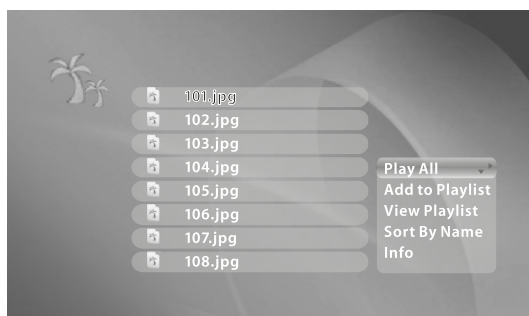 101.jpg
102.jpg
103.jpg
104.jpg
105.jpg
106.jpg
107.jpg
108.jpg
Play All
Add to Playlist
View Playlist
Sort By Name
Info